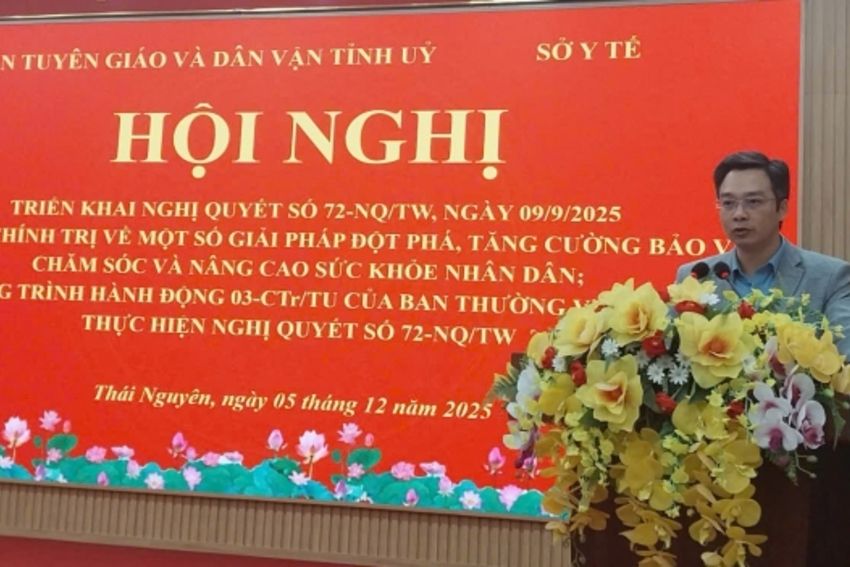 TUYÊN GIÁO VÀ DÂN VẬN TỈNH UỶ SỞ Y TẾ
HỘI NGHỊ
TRIỂN KHAI NGHỊ QUYẾT SỐ 72-NQ/TW, NGÀY 09/9/2025
CHÍNH TRỊ VỀ MỘT SỐ GIẢI PHÁP ĐỘT PHÁ, TĂNG CƯỜNG BẢO
CHĂM SÓC VÀ NÂNG CAO SỨC KHỎE NHÂN DÂN;
TRÌNH HÀNH ĐỘNG 03-CTr/TU CỦA BAN THƯỜNG
THỰC HIỆN NGHỊ QUYẾT SỐ 72-NQ/TW
Thái Nguyên, ngày 05 tháng 12 năm 2025